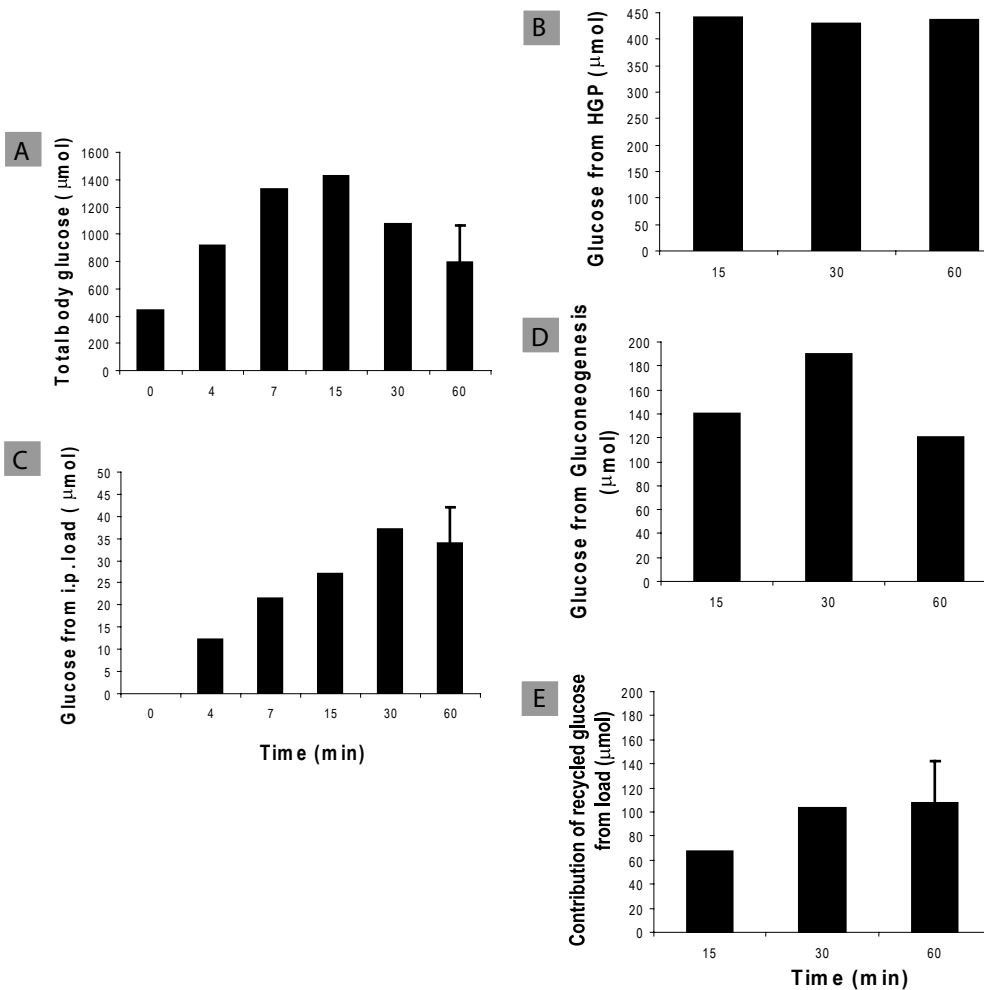 A
Total body glucose (μmol)
1600
1400
1200
1000
800
600
400
200
0
0 4 7 15 30 60
C
Glucose from i.p. load (μmol)
50
45
40
35
30
25
20
15
10
5
0
0 4 7 15 30 60
Time (min)
B
Glucose from HGP (μmol)
450
400
350
300
250
200
150
100
50
0
15 30 60
D
Glucose from Gluconeogenesis
(μmol)
200
180
160
140
120
100
80
60
40
20
0
15 30 60
E
Contribution of recycled glucose
from load (μmol)
200
180
160
140
120
100
80
60
40
20
0
15 30 60
Time (min)